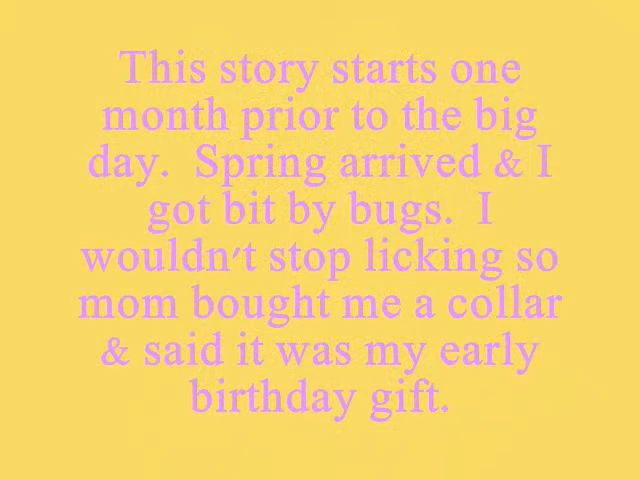 This story starts one
month prior to the big
day.  Spring arrived & I
got bit by bugs.  I
wouldn't stop licking so
mom bought me a collar
& said it was my early
birthday gift.